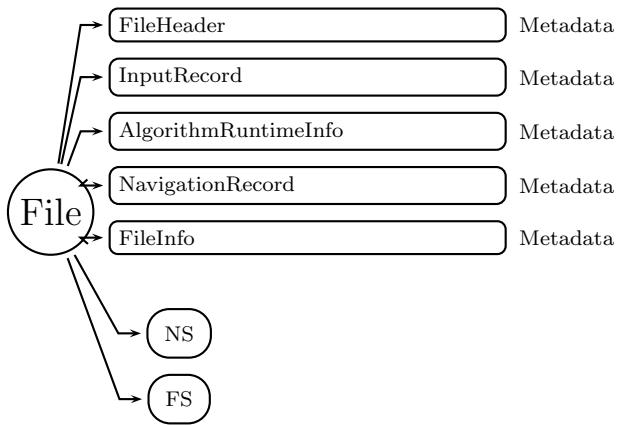 FileHeader Metadata
InputRecord Metadata
AlgorithmRuntimeInfo Metadata
NavigationRecord Metadata
File
FileInfo Metadata
NS
FS